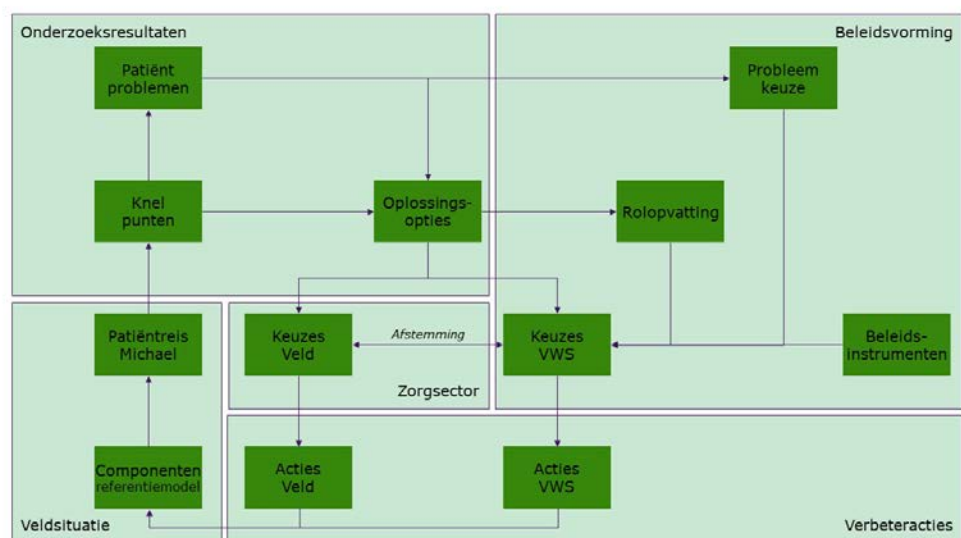 Onderzoeksresultaten
Patiënt
problemen
Knel
punten
Oplossings-
opties
Beleidsvorming
Probleem
keuze
Rolopvatting
Keuzes
VWS
Beleids-
instrumenten
Afstemming
Keuzes
Veld
Zorgsector
Patiëntreis
Michael
Componenten
referentiemodel
Veldsituatie
Acties
Veld
Acties
VWS
Verbeteracties